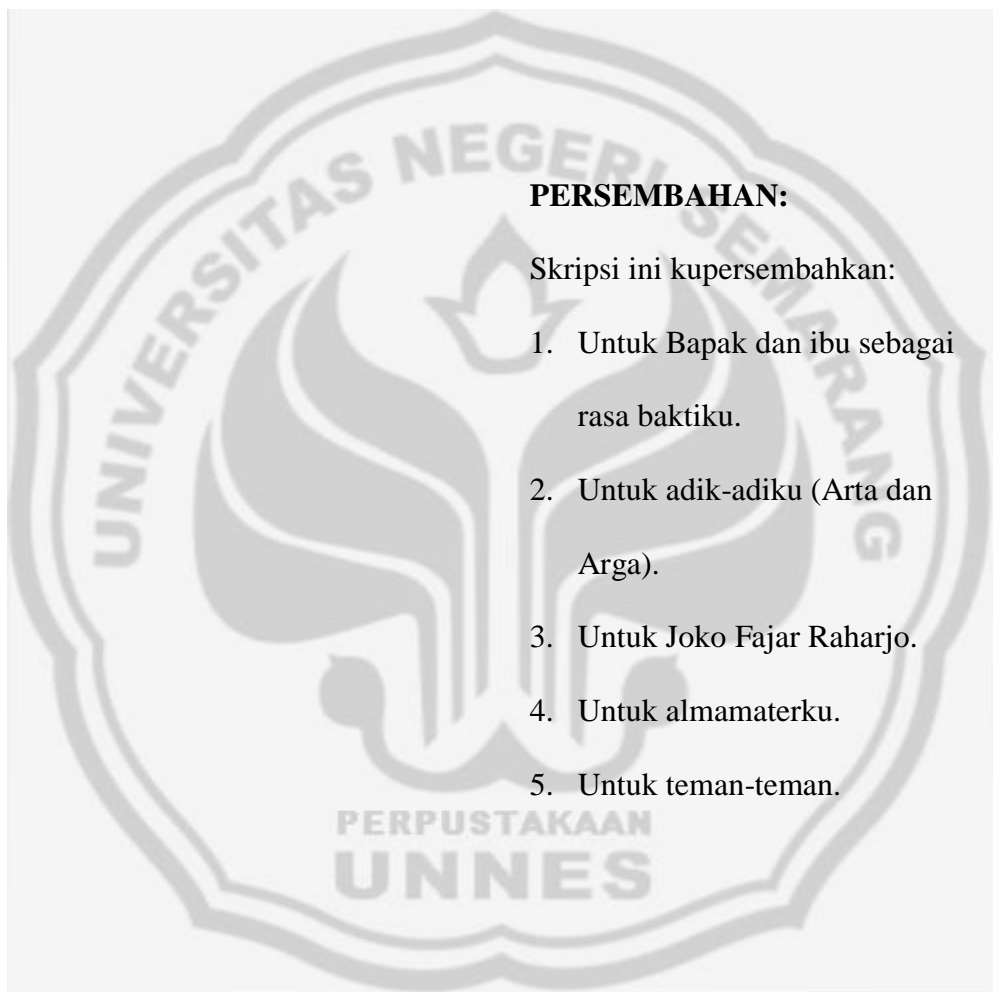 UNIVERSITAS NEGERI SEMARANG
PERSEMBAHAN:
Skripsi ini kupersembahkan:
1. Untuk Bapak dan ibu sebagai
rasa baktiku.
2. Untuk adik-adiku (Arta dan
Arga).
3. Untuk Joko Fajar Raharjo.
4. Untuk almamaterku.
5. Untuk teman-teman.
PERPUSTAKAAN
UNNES